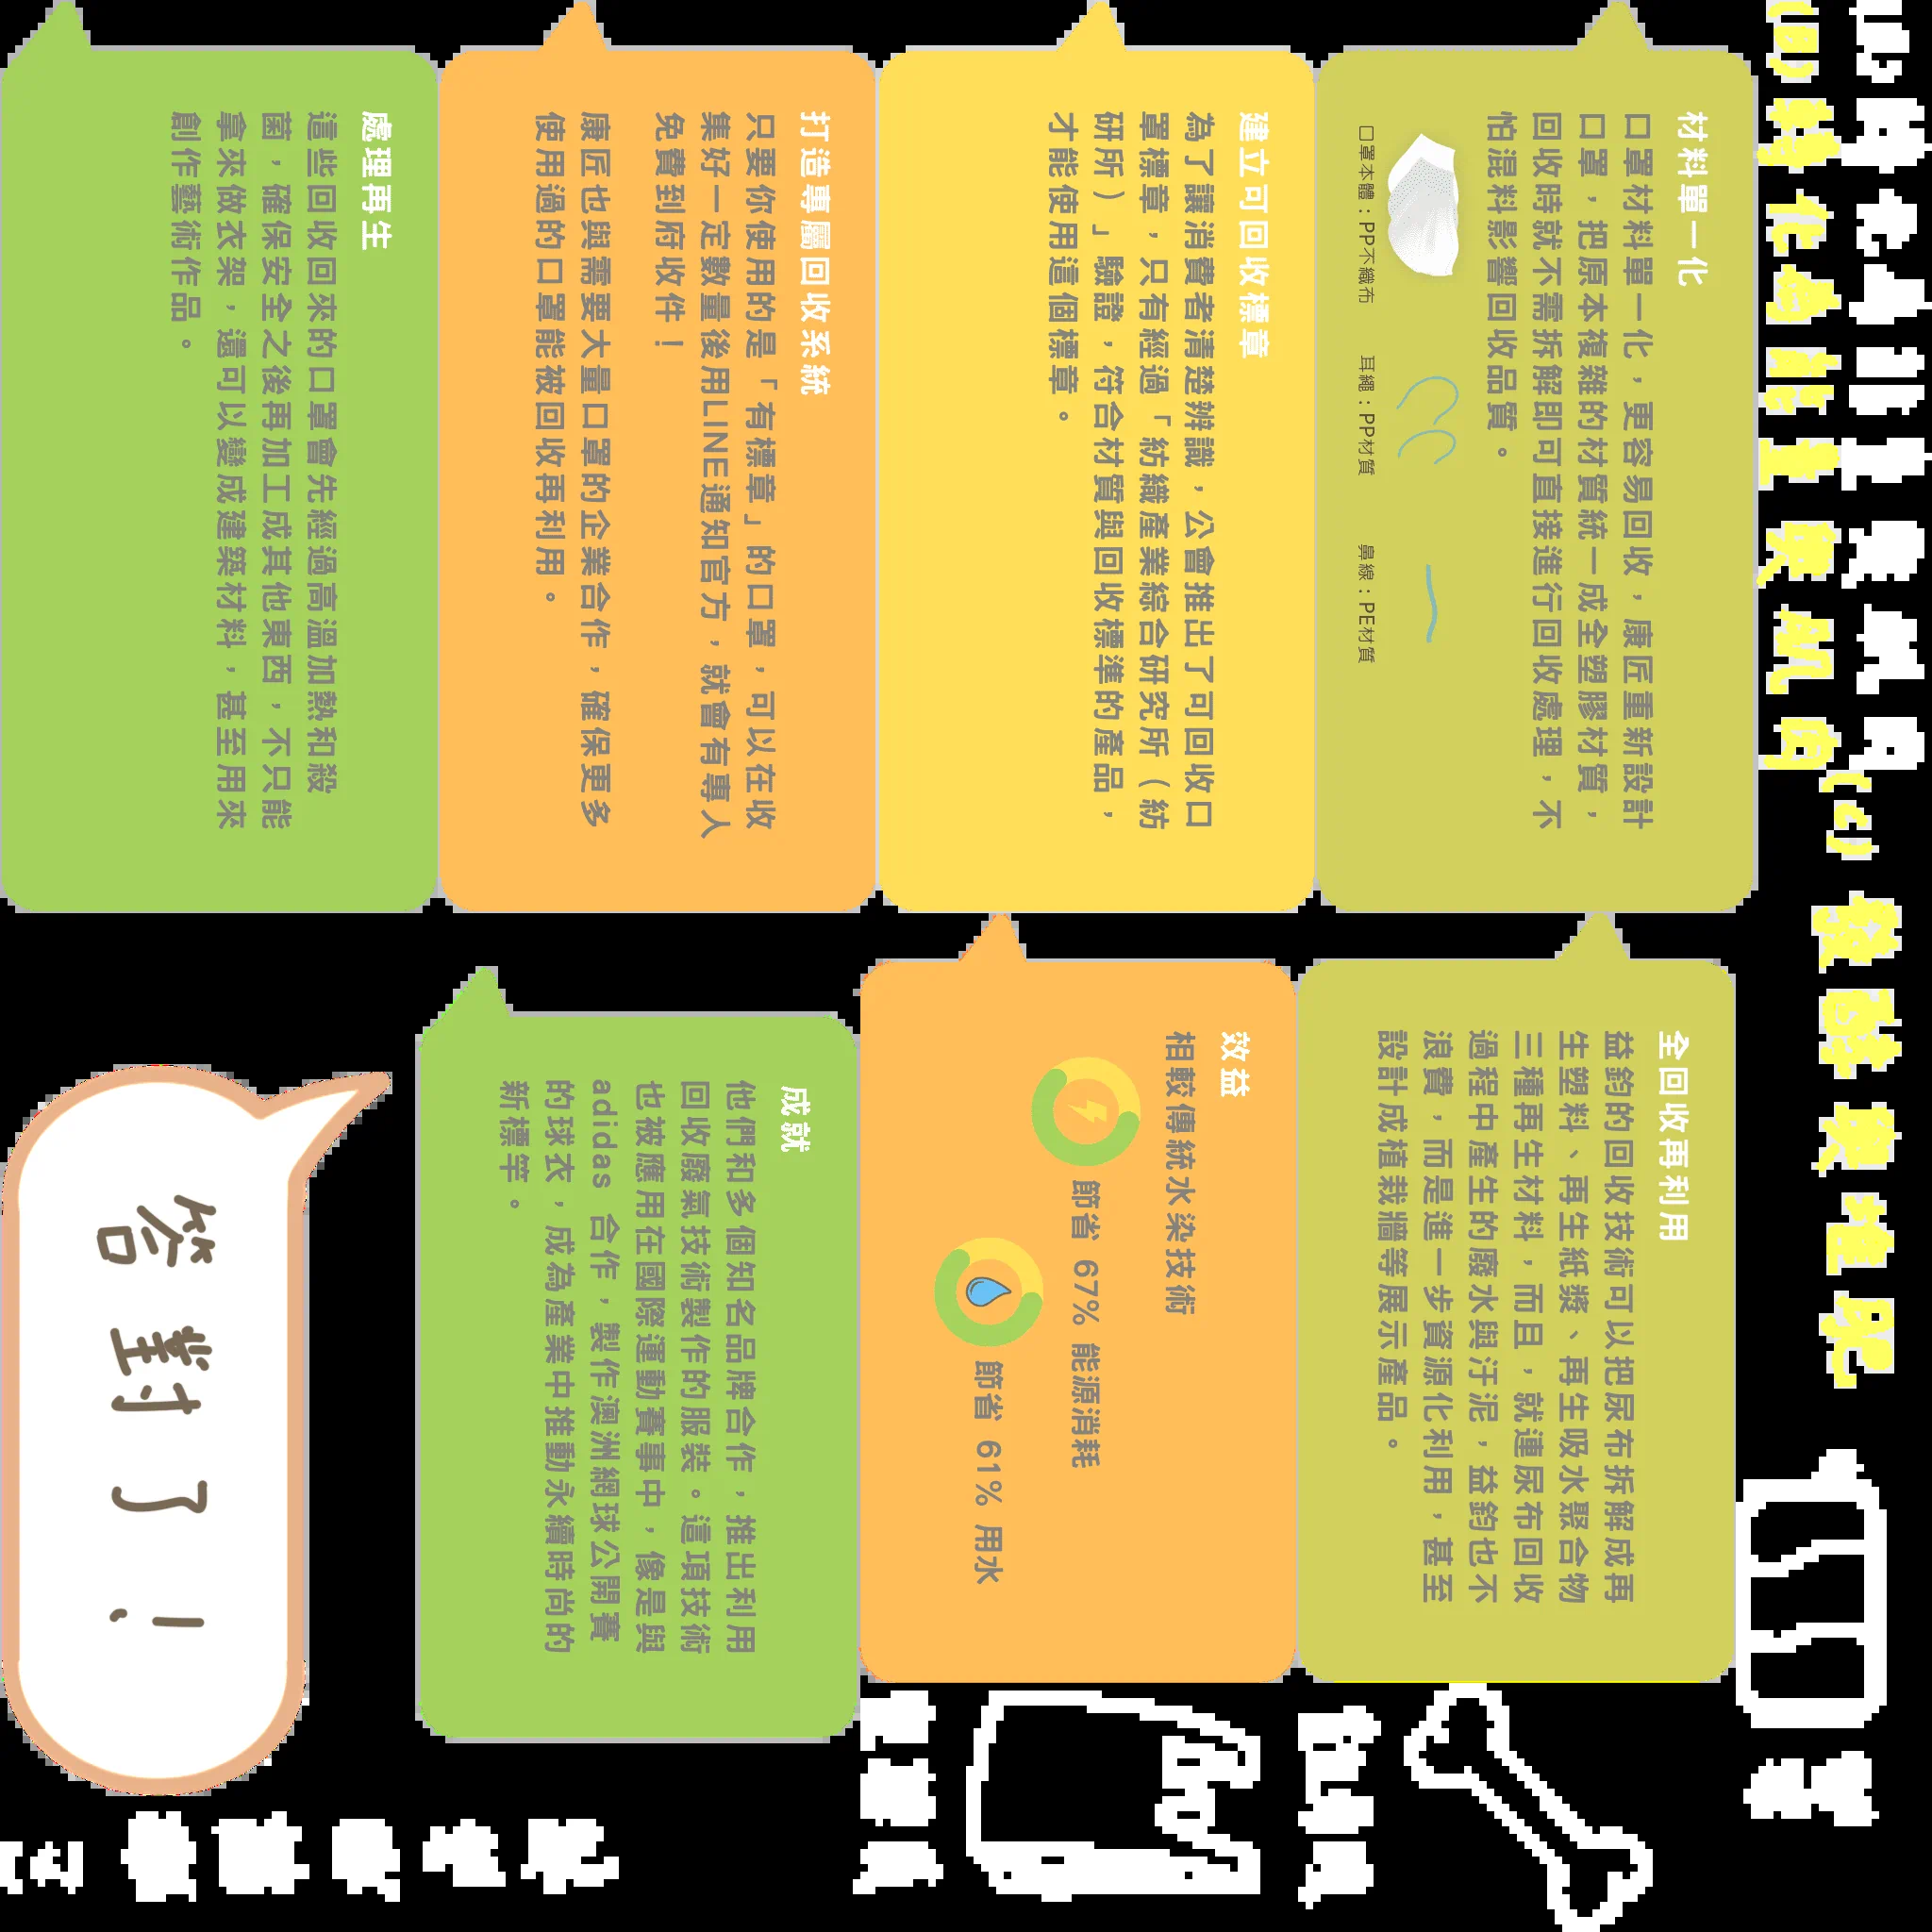 材料單一化
口罩材料單一化，更容易回收，康匠重新設計
口罩，把原本複雜的材質統一成全塑膠材質，
回收時就不需拆解即可直接進行回收處理，不
怕混料影響回收品質。
口罩本體：PP不織布
耳繩：PP材質
鼻線：PE材質
建立可回收標章
為了讓消費者清楚辨識，公會推出了可回收口
罩標章，只有經過「紡織產業綜合研究所（紡
研所）」驗證，符合材質與回收標準的產品，
才能使用這個標章。
打造專屬回收系統
只要你使用的是「有標章」的口罩，可以在收
集好一定數量後用LINE通知官方，就會有專人
免費到府收件！
康匠也與需要大量口罩的企業合作，確保更多
使用過的口罩能被回收再利用。
處理再生
這些回收回來的口罩會先經過高溫加熱和殺
菌，確保安全之後再加工成其他東西，不只能
拿來做衣架，還可以變成建築材料，甚至用來
創作藝術作品。
全回收再利用
益鈞的回收技術可以把尿布拆解成再
生塑料、再生紙漿、再生吸水聚合物
三種再生材料，而且，就連尿布回收
過程中產生的廢水與汙泥，益鈞也不
浪費，而是進一步資源化利用，甚至
設計成植栽牆等展示產品。
效益
相較傳統水染技術
節省 67% 能源消耗
節省 61% 用水
成就
他們和多個知名品牌合作，推出利用
回收廢氣技術製作的服裝。這項技術
也被應用在國際運動賽事中，像是與
adidas 合作，製作澳洲網球公開賽
的球衣，成為產業中推動永續時尚的
新標竿。
答對了！